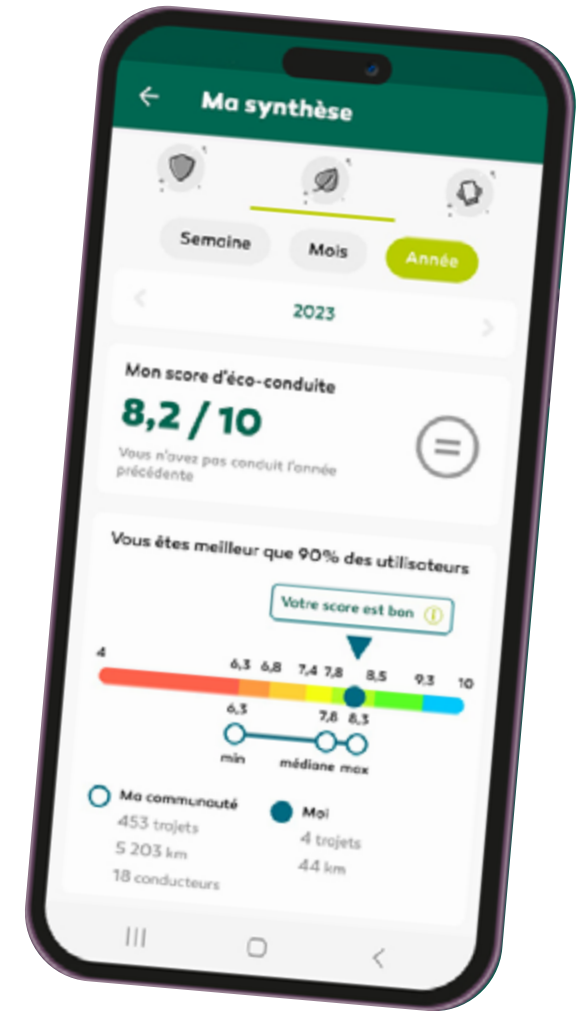 Ma synthèse
Semaine Mois Année
2023
Mon score d'éco-conduite
8,2 / 10
Vous n'avez pas conduit l'année
précédente
Vous êtes meilleur que 90% des utilisateurs
Votre score est bon
4 6,3 6,8 7,4 7,8 8,5 9,3 10
6,3 7,8 8,3
min médiane max
Ma communauté
453 trajets
5 203 km
18 conducteurs
Moi
4 trajets
44 km